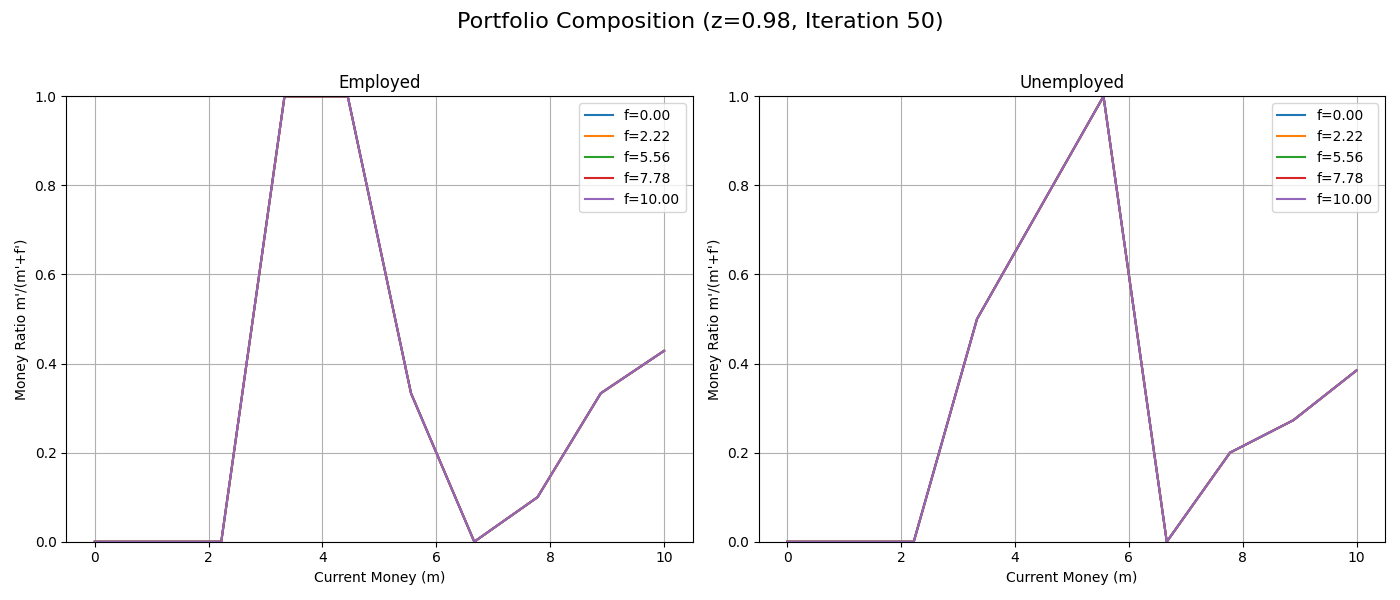 Portfolio Composition (z=0.98, Iteration 50)
Employed
Money Ratio m'/(m'+f')
1.0
0.8
0.6
0.4
0.2
0.0
f=0.00
f=2.22
f=5.56
f=7.78
f=10.00
0 2 4 6 8 10
Current Money (m)
Unemployed
Money Ratio m'/(m'+f')
1.0
0.8
0.6
0.4
0.2
0.0
f=0.00
f=2.22
f=5.56
f=7.78
f=10.00
0 2 4 6 8 10
Current Money (m)